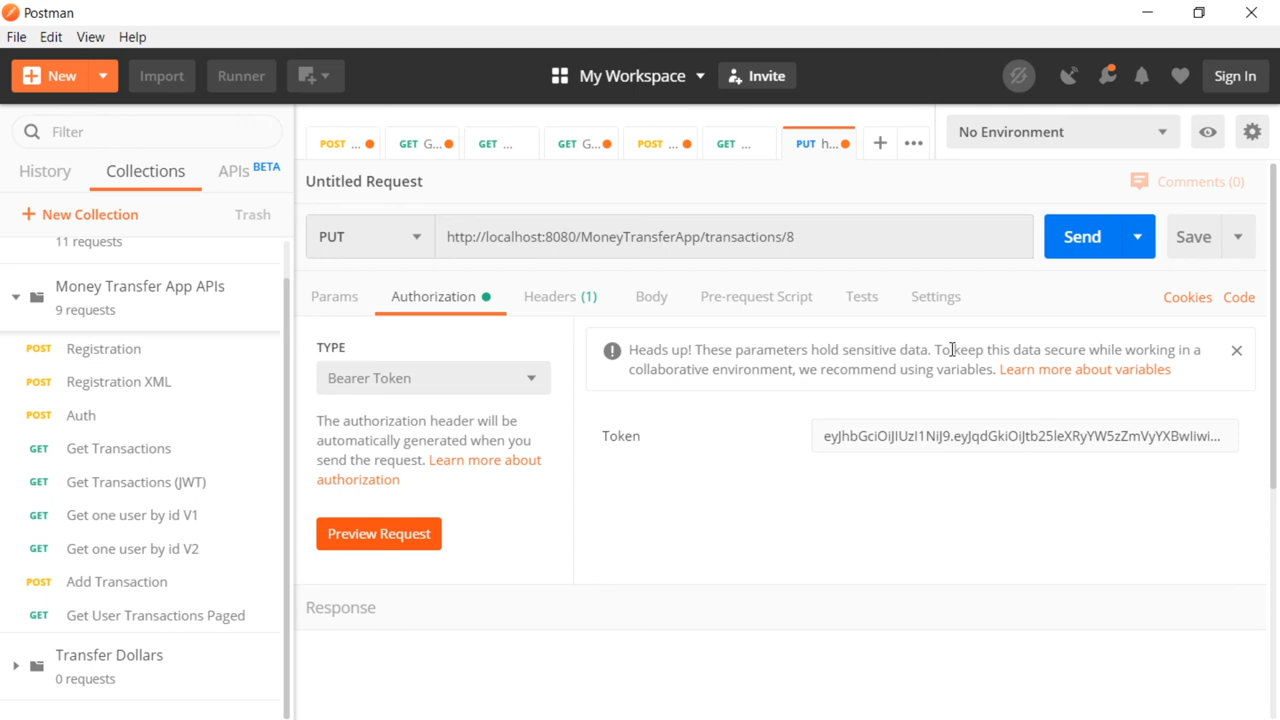 Postman
File Edit View Help
New Import Runner My Workspace Invite Sign In
Filter
History Collections APIs BETA
New Collection Trash
11 requests
Money Transfer App APIs
9 requests
POST Registration
POST Registration XML
POST Auth
GET Get Transactions
GET Get Transactions (JWT)
GET Get one user by id V1
GET Get one user by id V2
POST Add Transaction
GET Get User Transactions Paged
Transfer Dollars
0 requests
POST ... GET G... GET ... GET G... POST ... GET ... PUT h... No Environment
Untitled Request Comments (0)
PUT http://localhost:8080/MoneyTransferApp/transactions/8 Send Save
Params Authorization Headers (1) Body Pre-request Script Tests Settings Cookies Code
TYPE
Bearer Token
The authorization header will be
automatically generated when you
send the request. Learn more about
authorization
Preview Request
Heads up! These parameters hold sensitive data. To keep this data secure while working in a
collaborative environment, we recommend using variables. Learn more about variables
Token
Response